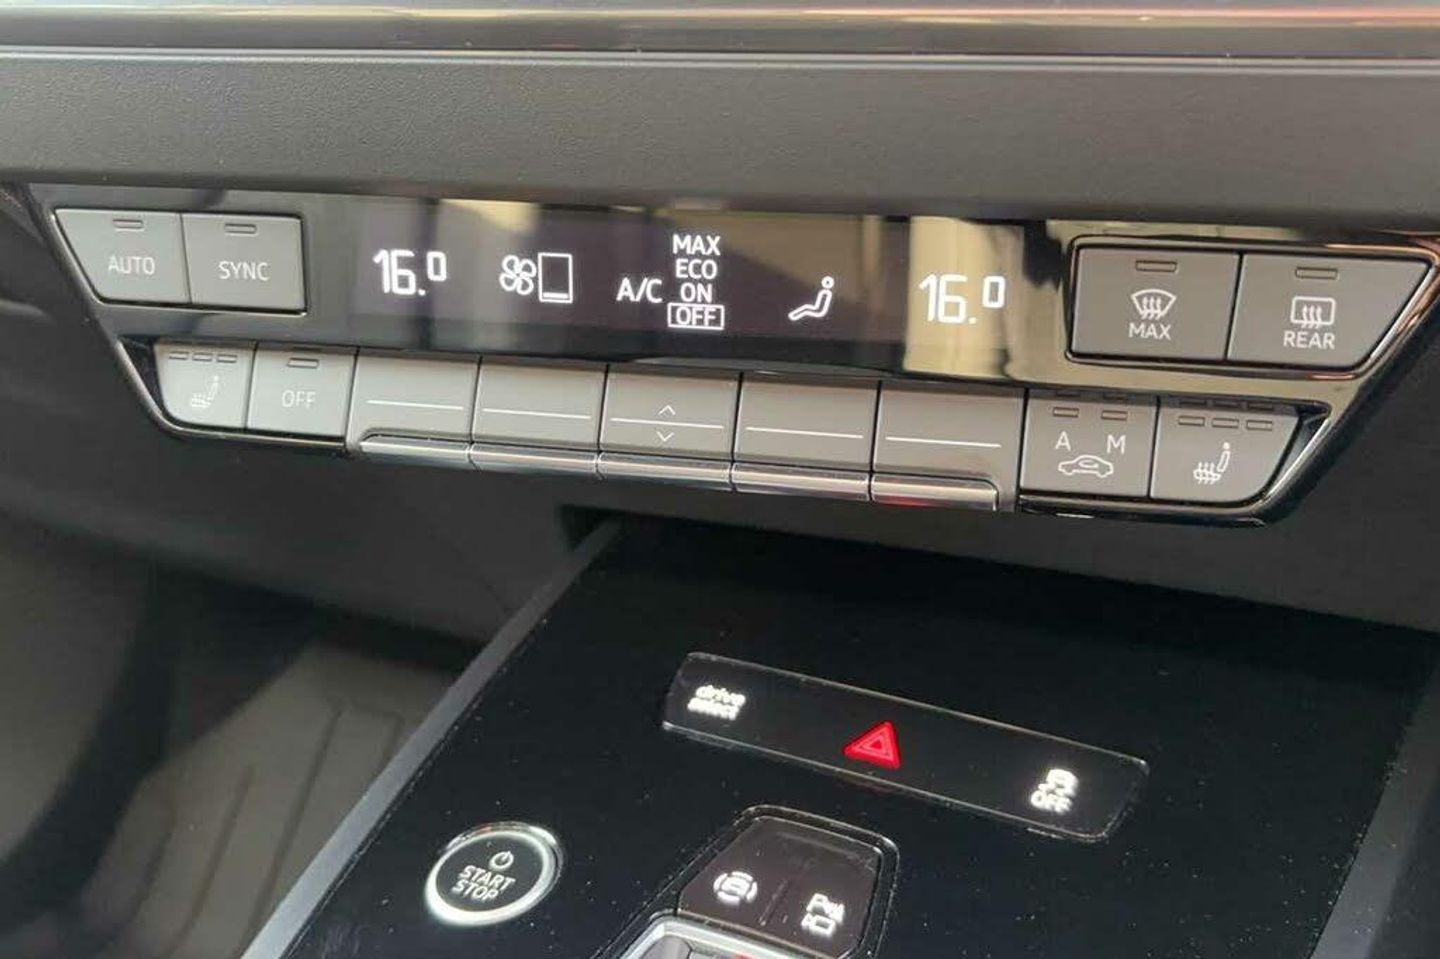 AUTO
SYNC
16.0
A/C
MAX
ECO
ON
OFF
16.0
MAX
REAR
OFF
A M
drive
select
OFF
START
STOP
P